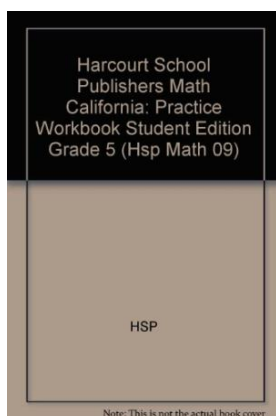 Harcourt School
Publishers Math
California: Practice
Workbook Student Edition
Grade 5 (Hsp Math 09)
HSP
Note: This is not the actual book cover